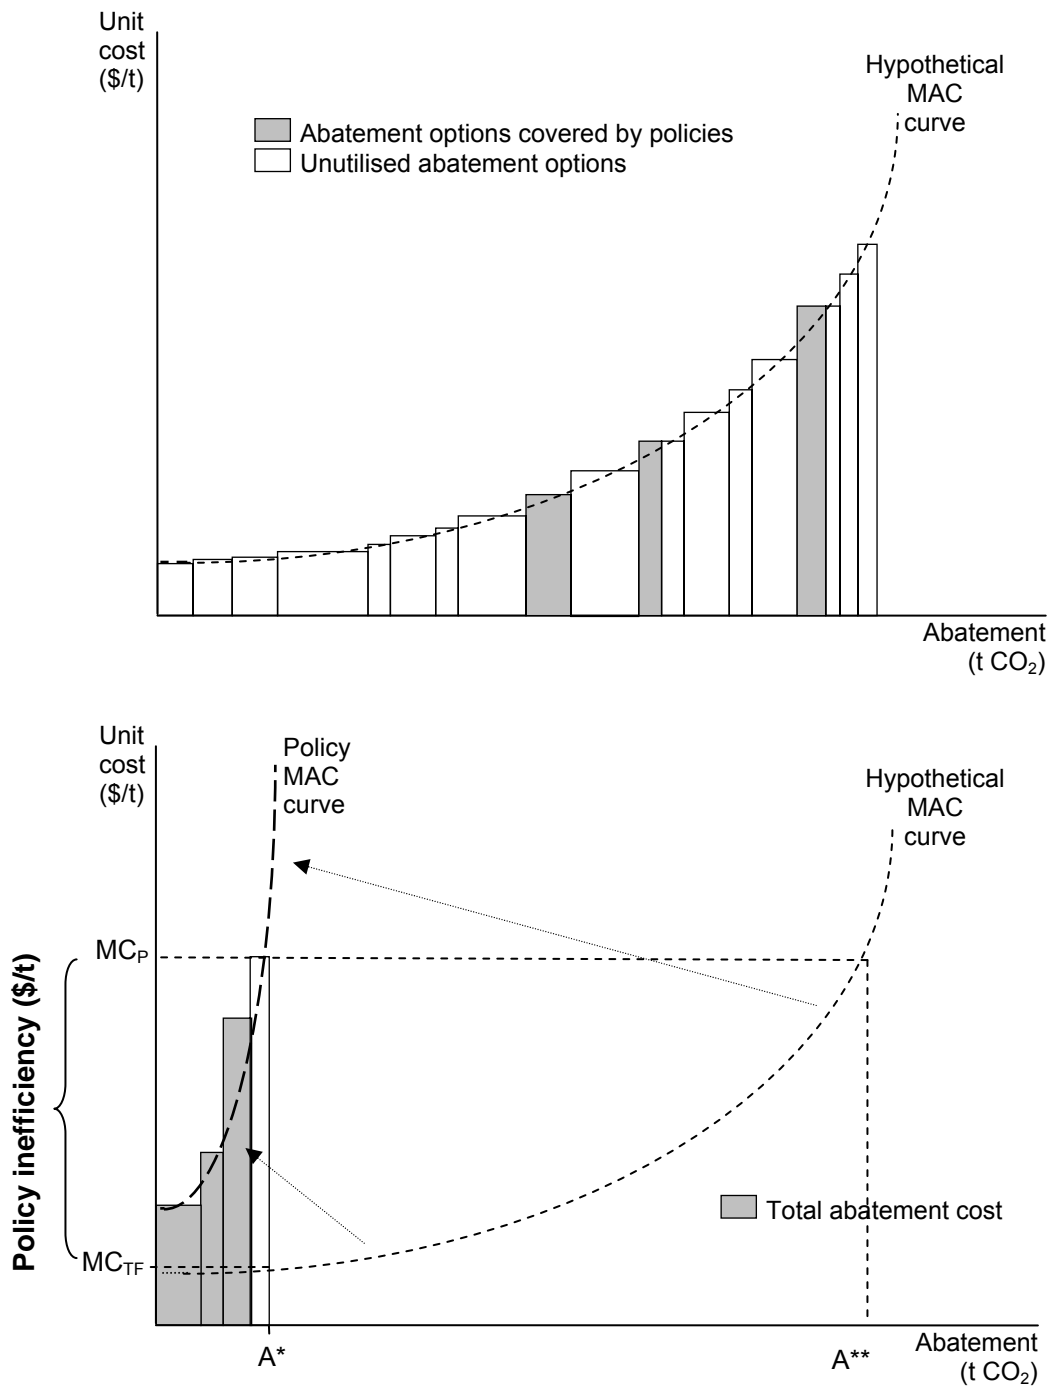 Unit
cost
($/t)
Hypothetical
MAC
curve
Abatement options covered by policies
Unutilised abatement options
Abatement
(t CO₂)
Unit
cost
($/t)
Policy
MAC
curve
Hypothetical
MAC
curve
MCP
Policy inefficiency ($/t)
Total abatement cost
MCTF
A*
A**
Abatement
(t CO₂)